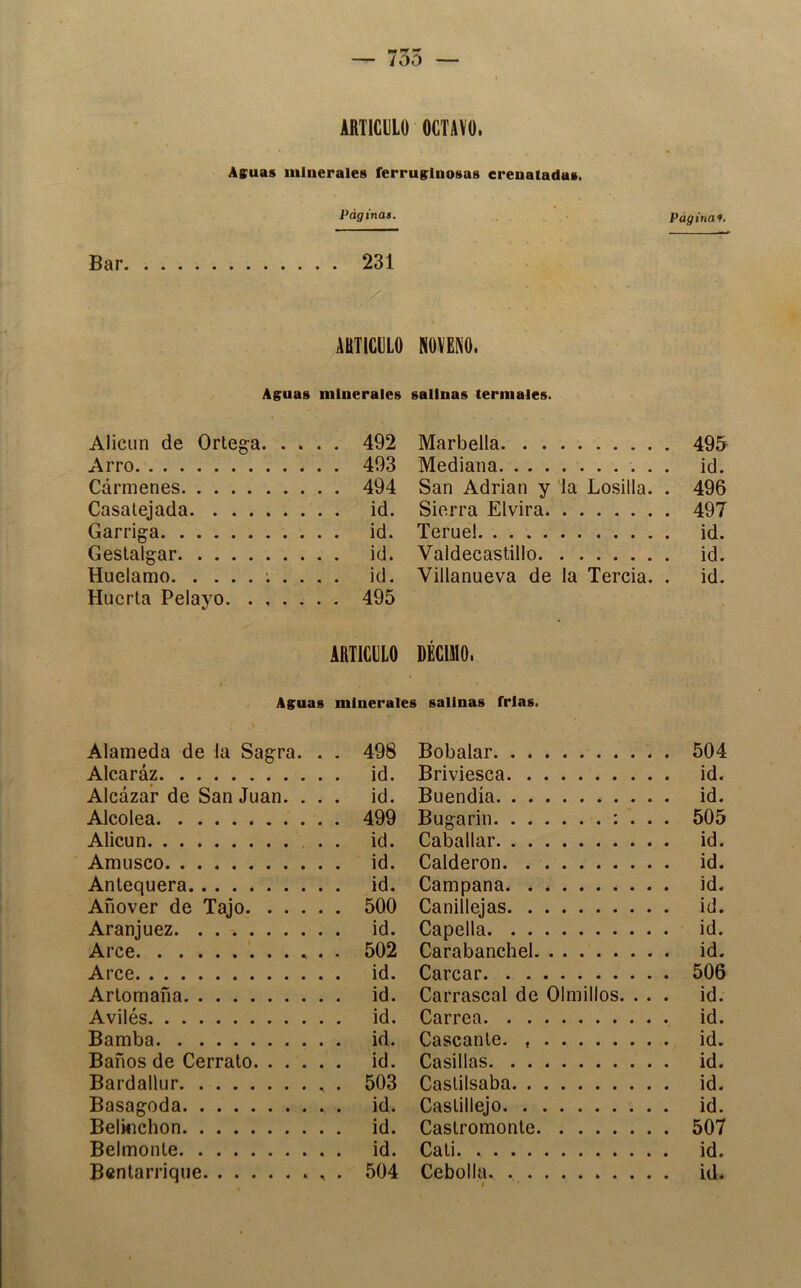 — 733 —
ARTICULO OCTAVO.
Aguas minerales ferruginosas crenatadas.
Páginas.
Páginas.
Bar. . . . . . . . . . . . . . 231
ARTICULO NOVENO.
Aguas minerales salinas termales.
Alicun de Ortega. . . . . 492
Arro. . . . . . . . . . . . . 493
Cármenes. . . . . . . . . . 494
Casatejada. . . . . . . . . id.
Garriga. . . . . . . . . . . id.
Gestalgar. . . . . . . . . . id.
Huelamo. . . . . . . . . . id.
Huerta Pelayo. . . . . . . 495
Marbella. . . . . . . . . . . 495
Mediana. . . . . . . . . . . id.
San Adrian y la Losilla. . 496
Sierra Elvira. . . . . . . . 497
Teruel. . . . . . . . . . . . id.
Valdecastillo. . . . . . . . id.
Villanueva de la Tercia. . id.
ARTICULO DÉCIMO.
Aguas minerales salinas frias.
Alameda de la Sagra. . . 498
Alcaráz. . . . . . . . . . . id.
Alcázar de San Juan. . . . id.
Alcolea. . . . . . . . . . . 499
Alicun. . . . . . . . . . . . id.
Amusco. . . . . . . . . . . id.
Antequera. . . . . . . . . . id.
Añover de Tajo. . . . . . 500
Aranjuez. . . . . . . . . . id.
Arce. . . . . . . . . . . . . 502
Arce. . . . . . . . . . . . . id.
Artomaña. . . . . . . . . . id.
Avilés. . . . . . . . . . . . id.
Bamba. . . . . . . . . . . . id.
Baños de Cerrato. . . . . . id.
Bardallur. . . . . . . . . . 503
Basagoda. . . . . . . . . . id.
Belinchon. . . . . . . . . . id.
Belmonte. . . . . . . . . . id.
Bentarrique. . . . . . . . . 504
Bobalar. . . . . . . . . . . 504
Briviesca. . . . . . . . . . id.
Buendía. . . . . . . . . . . id.
Bugarin. . . . . . . . . . . 505
Caballar. . . . . . . . . . . id.
Calderon. . . . . . . . . . id.
Campana. . . . . . . . . . id.
Canillejas. . . . . . . . . . id.
Capella. . . . . . . . . . . id.
Carabanchel. . . . . . . . . id.
Carcar. . . . . . . . . . . . 506
Carrascal de Olmillos. . . . id.
Carrea. . . . . . . . . . . . id.
Cascante. . . . . . . . . . id.
Casillas. . . . . . . . . . . id.
Castilsaba. . . . . . . . . . id.
Castillejo. . . . . . . . . . id.
Castromonte. . . . . . . . 507
Cati. . . . . . . . . . . . . id.
Cebolla. . . . . . . . . . . id.